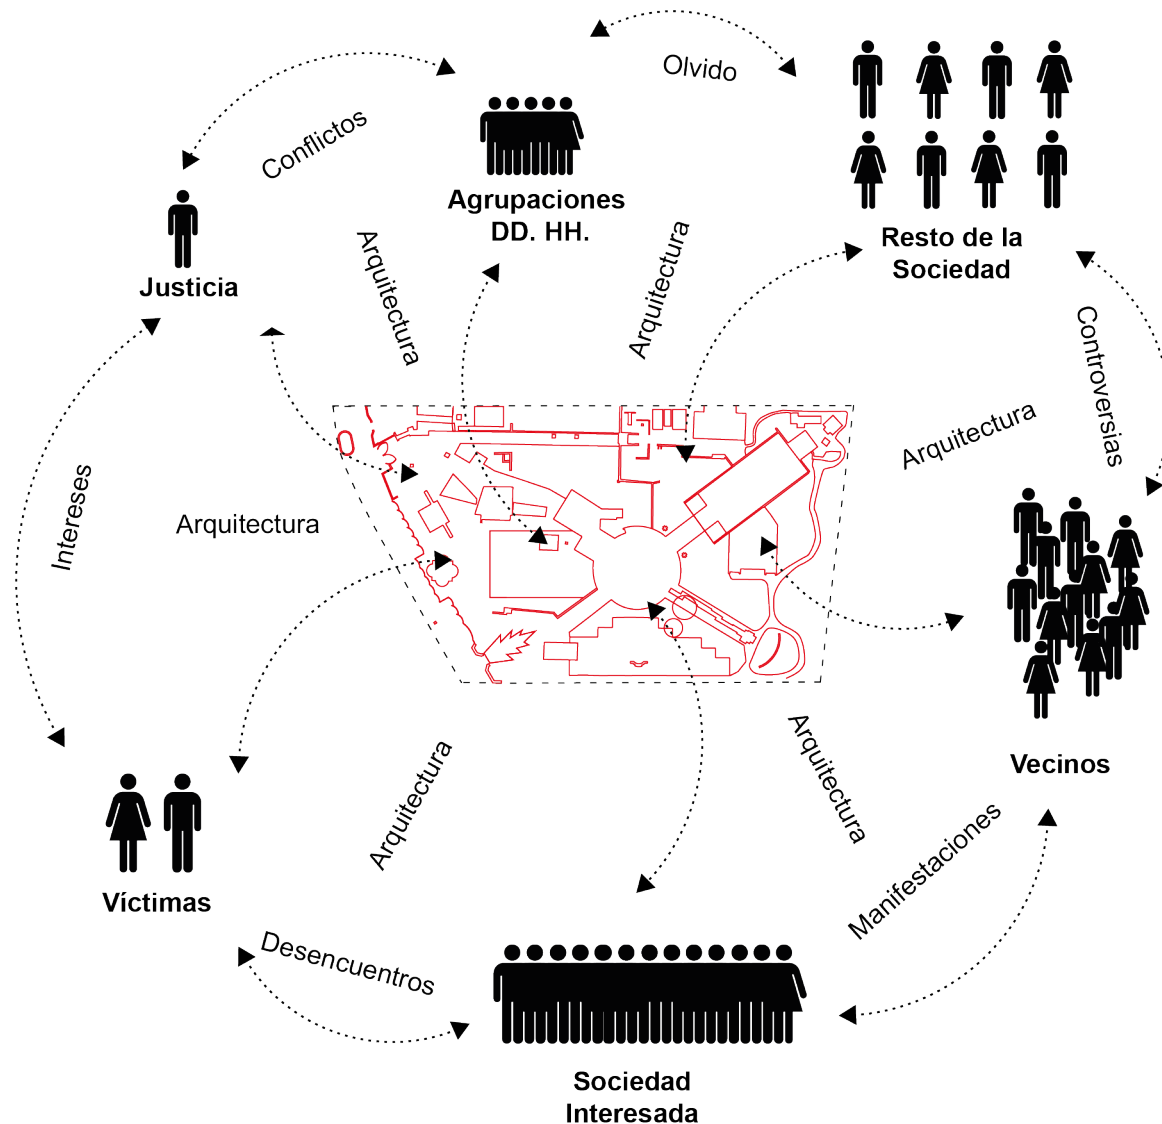 Olvido
Conflictos
Agrupaciones
DD. HH.
Resto de la
Sociedad
Justicia
Arquitectura
Arquitectura
Controversias
Arquitectura
Intereses
Arquitectura
Vecinos
Arquitectura
Arquitectura
Manifestaciones
Víctimas
Desencuentros
Sociedad
Interesada